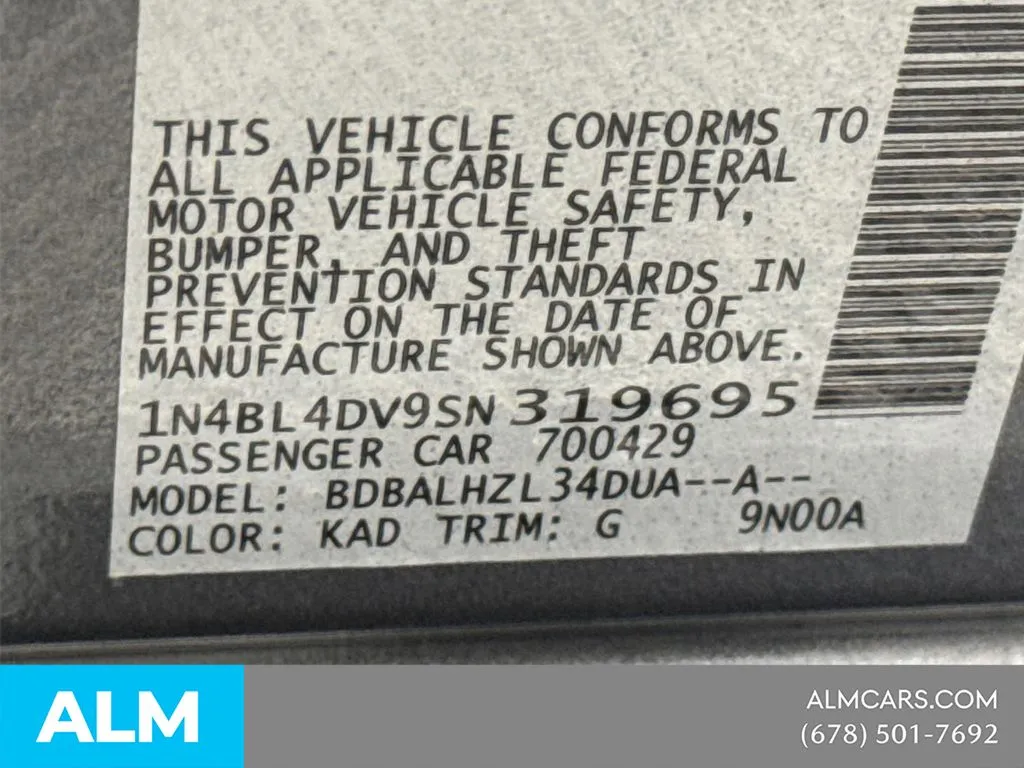 THIS VEHICLE CONFORMS TO
ALL APPLICABLE FEDERAL
MOTOR VEHICLE SAFETY,
BUMPER, AND THEFT
PREVENTION STANDARDS IN
EFFECT ON THE DATE OF
MANUFACTURE SHOWN ABOVE.
1N4BL4DV9SN319695
PASSENGER CAR 700429
MODEL: BDBALHZL34DUA--A--
COLOR: KAD TRIM: G 9N00A
ALM
ALMCARS.COM
(678) 501-7692